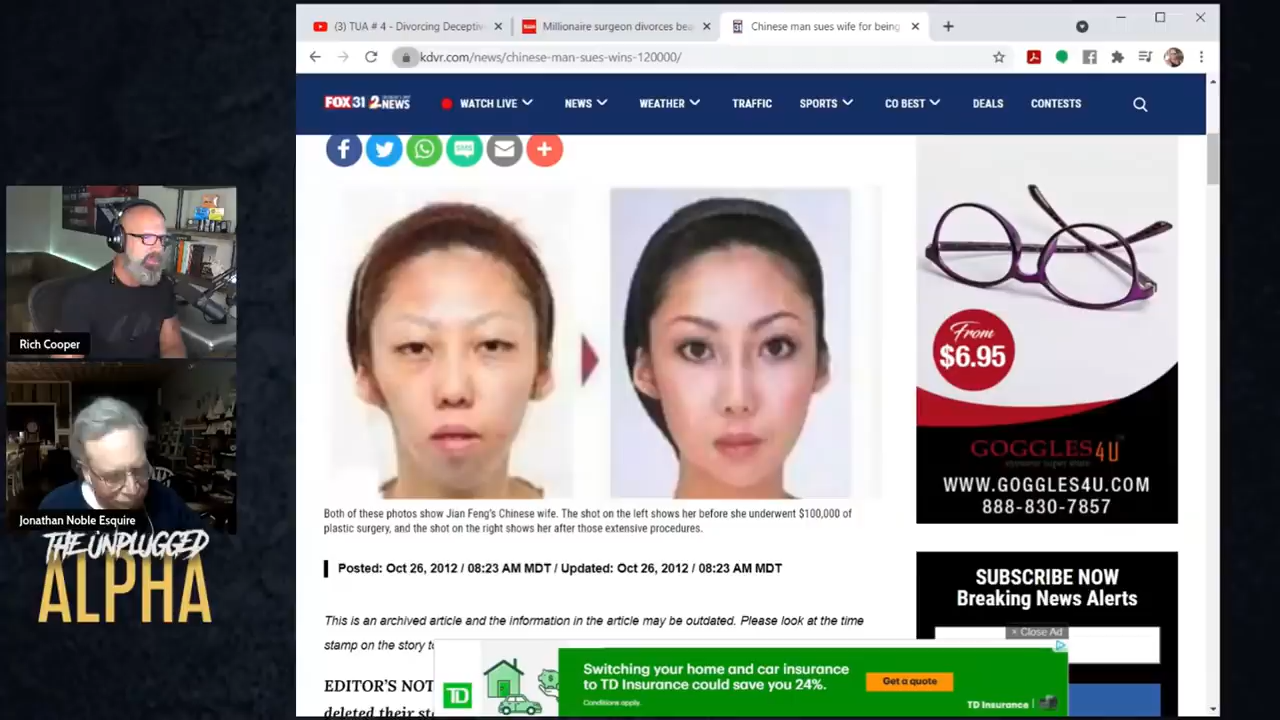 (3) TUA # 4 - Divorcing Deceptiv
Millionaire surgeon divorces bea
Chinese man sues wife for being
kdvr.com/news/chinese-man-sues-wins-120000/
FOX31 2 NEWS
WATCH LIVE
NEWS
WEATHER
TRAFFIC
SPORTS
CO BEST
DEALS
CONTESTS
SMS
Rich Cooper
Jonathan Noble Esquire
THE UNPLUGGED
ALPHA
Both of these photos show Jian Feng's Chinese wife. The shot on the left shows her before she underwent $100,000 of
plastic surgery, and the shot on the right shows her after those extensive procedures.
Posted: Oct 26, 2012 / 08:23 AM MDT / Updated: Oct 26, 2012 / 08:23 AM MDT
This is an archived article and the information in the article may be outdated. Please look at the time
stamp on the story to
EDITOR'S NOT
deleted their st
From
$6.95
GOGGLES4U
WWW.GOGGLES4U.COM
888-830-7857
SUBSCRIBE NOW
Breaking News Alerts
× Close Ad
TD
Switching your home and car insurance
to TD Insurance could save you 24%.
Conditions apply.
Get a quote
TD Insurance